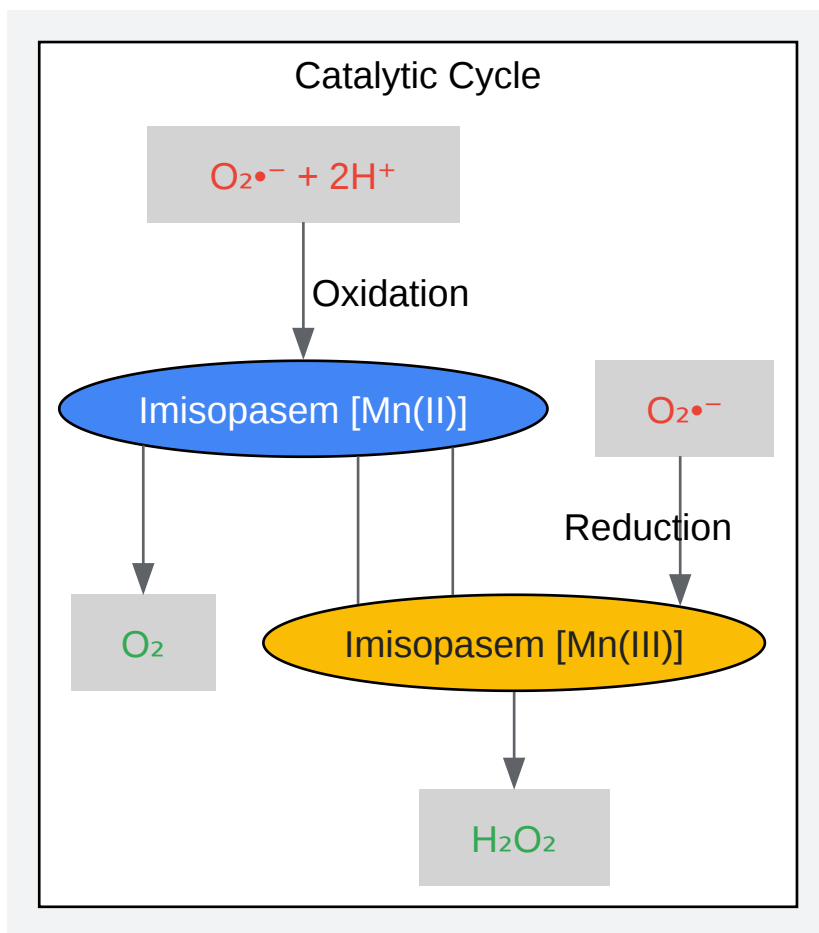 Catalytic Cycle
O₂•⁻ + 2H⁺
Oxidation
Imisopasem [Mn(II)]
O₂•⁻
Reduction
O₂
Imisopasem [Mn(III)]
H₂O₂